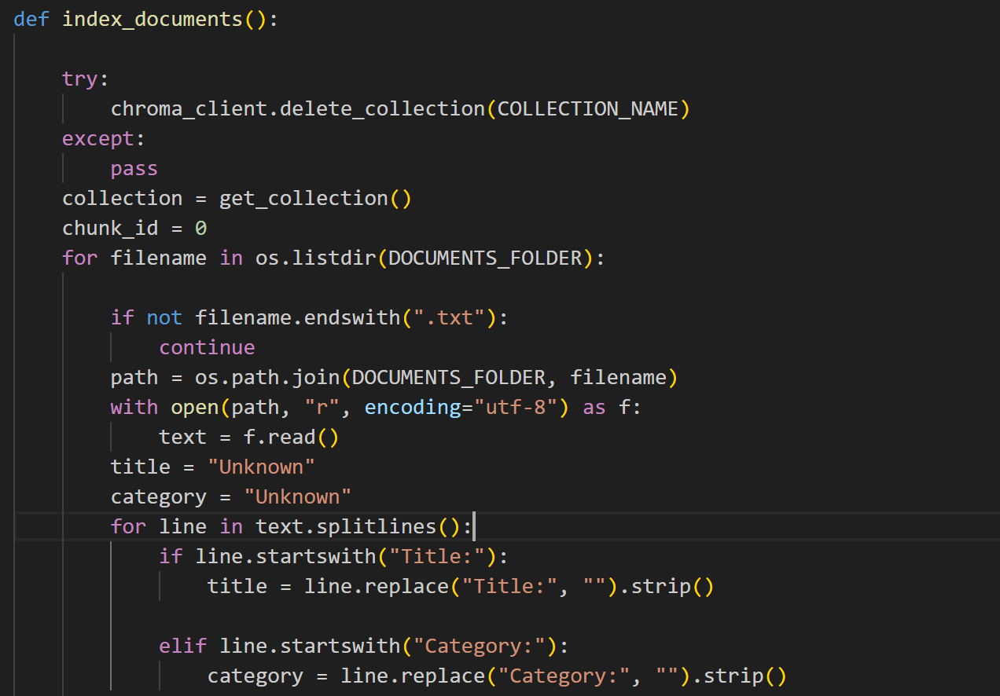 def index_documents():
    try:
        chroma_client.delete_collection(COLLECTION_NAME)
    except:
        pass
    collection = get_collection()
    chunk_id = 0
    for filename in os.listdir(DOCUMENTS_FOLDER):
        if not filename.endswith(".txt"):
            continue
        path = os.path.join(DOCUMENTS_FOLDER, filename)
        with open(path, "r", encoding="utf-8") as f:
            text = f.read()
        title = "Unknown"
        category = "Unknown"
        for line in text.splitlines():
            if line.startswith("Title:"):
                title = line.replace("Title:", "").strip()
            elif line.startswith("Category:"):
                category = line.replace("Category:", "").strip()